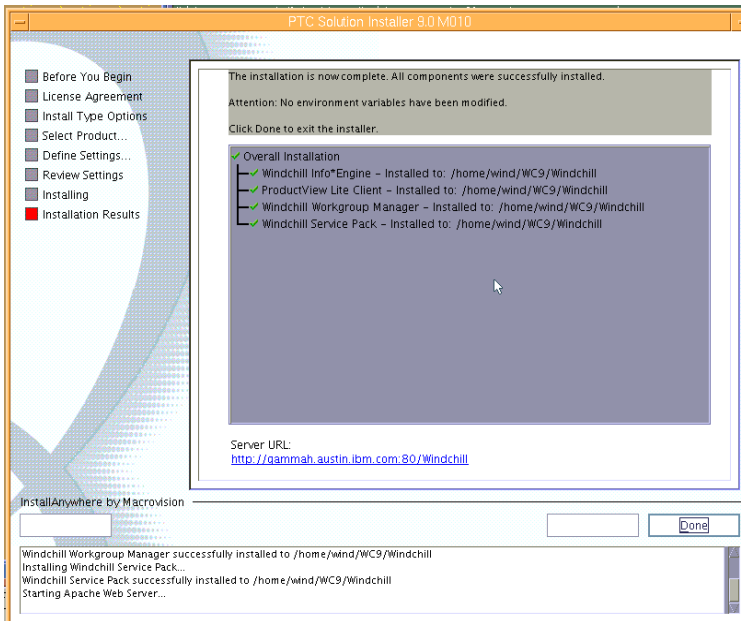 PTC Solution Installer 9.0 M010
Before You Begin
License Agreement
Install Type Options
Select Product...
Define Settings...
Review Settings
Installing
Installation Results
The installation is now complete. All components were successfully installed.
Attention: No environment variables have been modified.
Click Done to exit the installer.
Overall Installation
Windchill Info*Engine – Installed to: /home/wind/WC9/Windchill
ProductView Lite Client – Installed to: /home/wind/WC9/Windchill
Windchill Workgroup Manager – Installed to: /home/wind/WC9/Windchill
Windchill Service Pack – Installed to: /home/wind/WC9/Windchill
Server URL:
http://qammah.austin.ibm.com:80/Windchill
InstallAnywhere by Macrovision
Done
Windchill Workgroup Manager successfully installed to /home/wind/WC9/Windchill
Installing Windchill Service Pack...
Windchill Service Pack successfully installed to /home/wind/WC9/Windchill
Starting Apache Web Server...